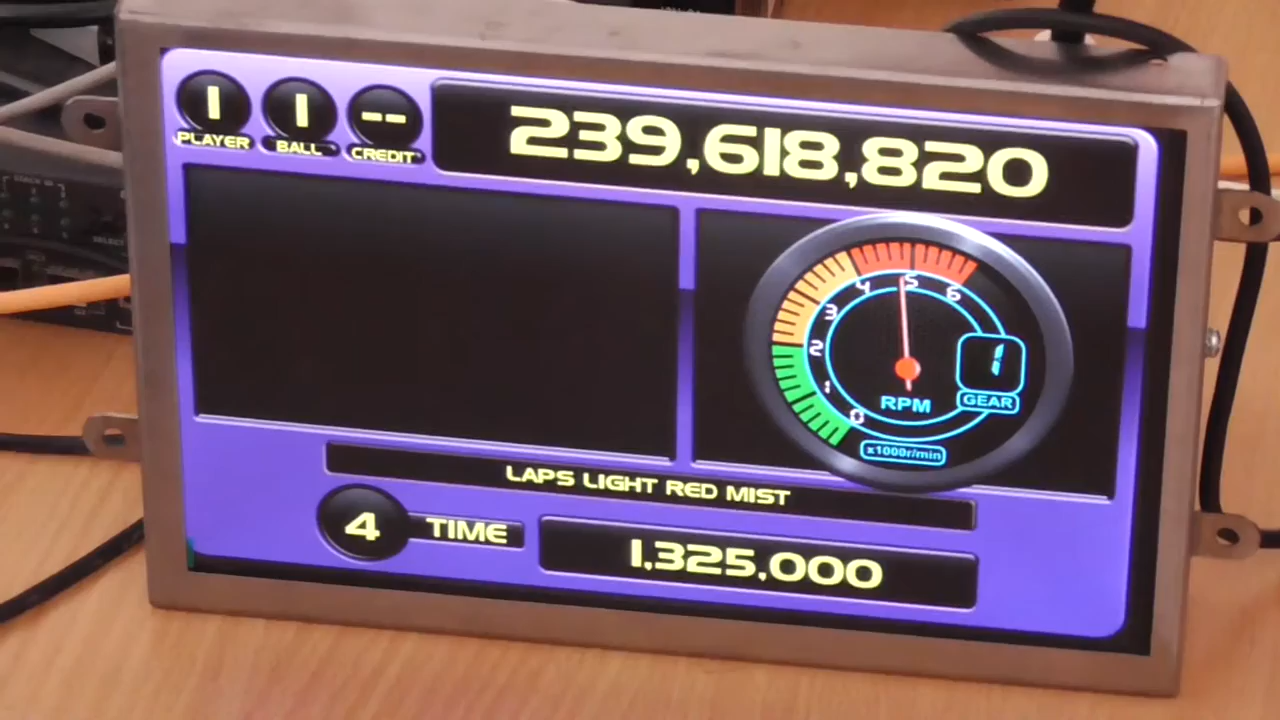 1 1 --
PLAYER BALL CREDIT
239,618,820
4 5 6
3
2
1
0
1
RPM
GEAR
x1000r/min
LAPS LIGHT RED MIST
4 TIME
1,325,000